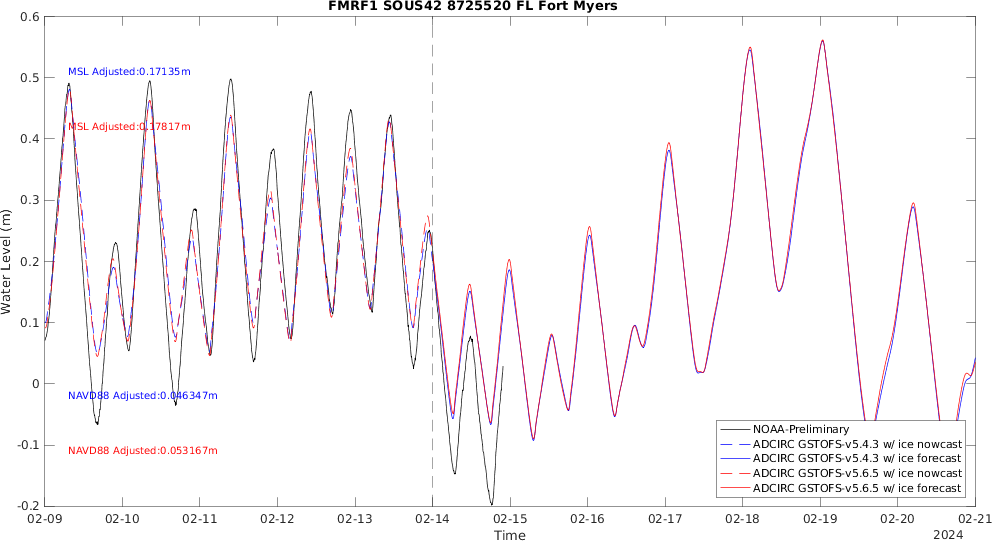 FMRF1 SOUS42 8725520 FL Fort Myers
0.6
0.5
0.4
0.3
0.2
0.1
0
-0.1
-0.2
Water Level (m)
MSL Adjusted:0.17135m
MSL Adjusted:0.17817m
NAVD88 Adjusted:0.046347m
NAVD88 Adjusted:0.053167m
NOAA-Preliminary
ADCIRC GSTOFS-v5.4.3 w/ ice nowcast
ADCIRC GSTOFS-v5.4.3 w/ ice forecast
ADCIRC GSTOFS-v5.6.5 w/ ice nowcast
ADCIRC GSTOFS-v5.6.5 w/ ice forecast
02-09 02-10 02-11 02-12 02-13 02-14 02-15 02-16 02-17 02-18 02-19 02-20 02-21
Time
2024